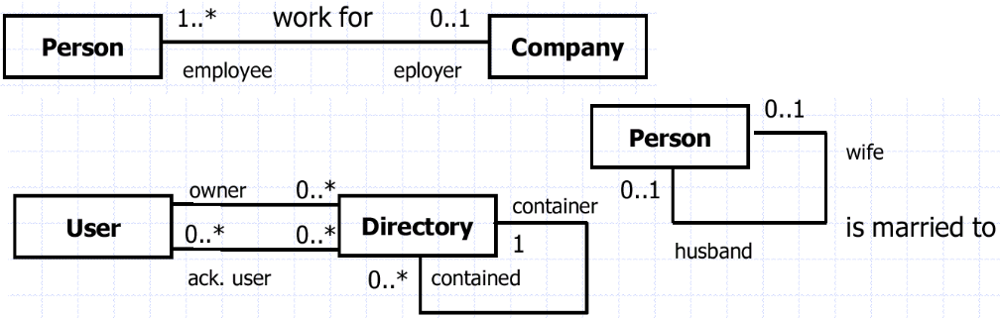 1..* work for 0..1
Person Company
employee eployer
Person 0..1
wife
0..1
is married to
husband
owner 0..*
User Directory container
0..* 0..* 1
ack. user 0..* contained